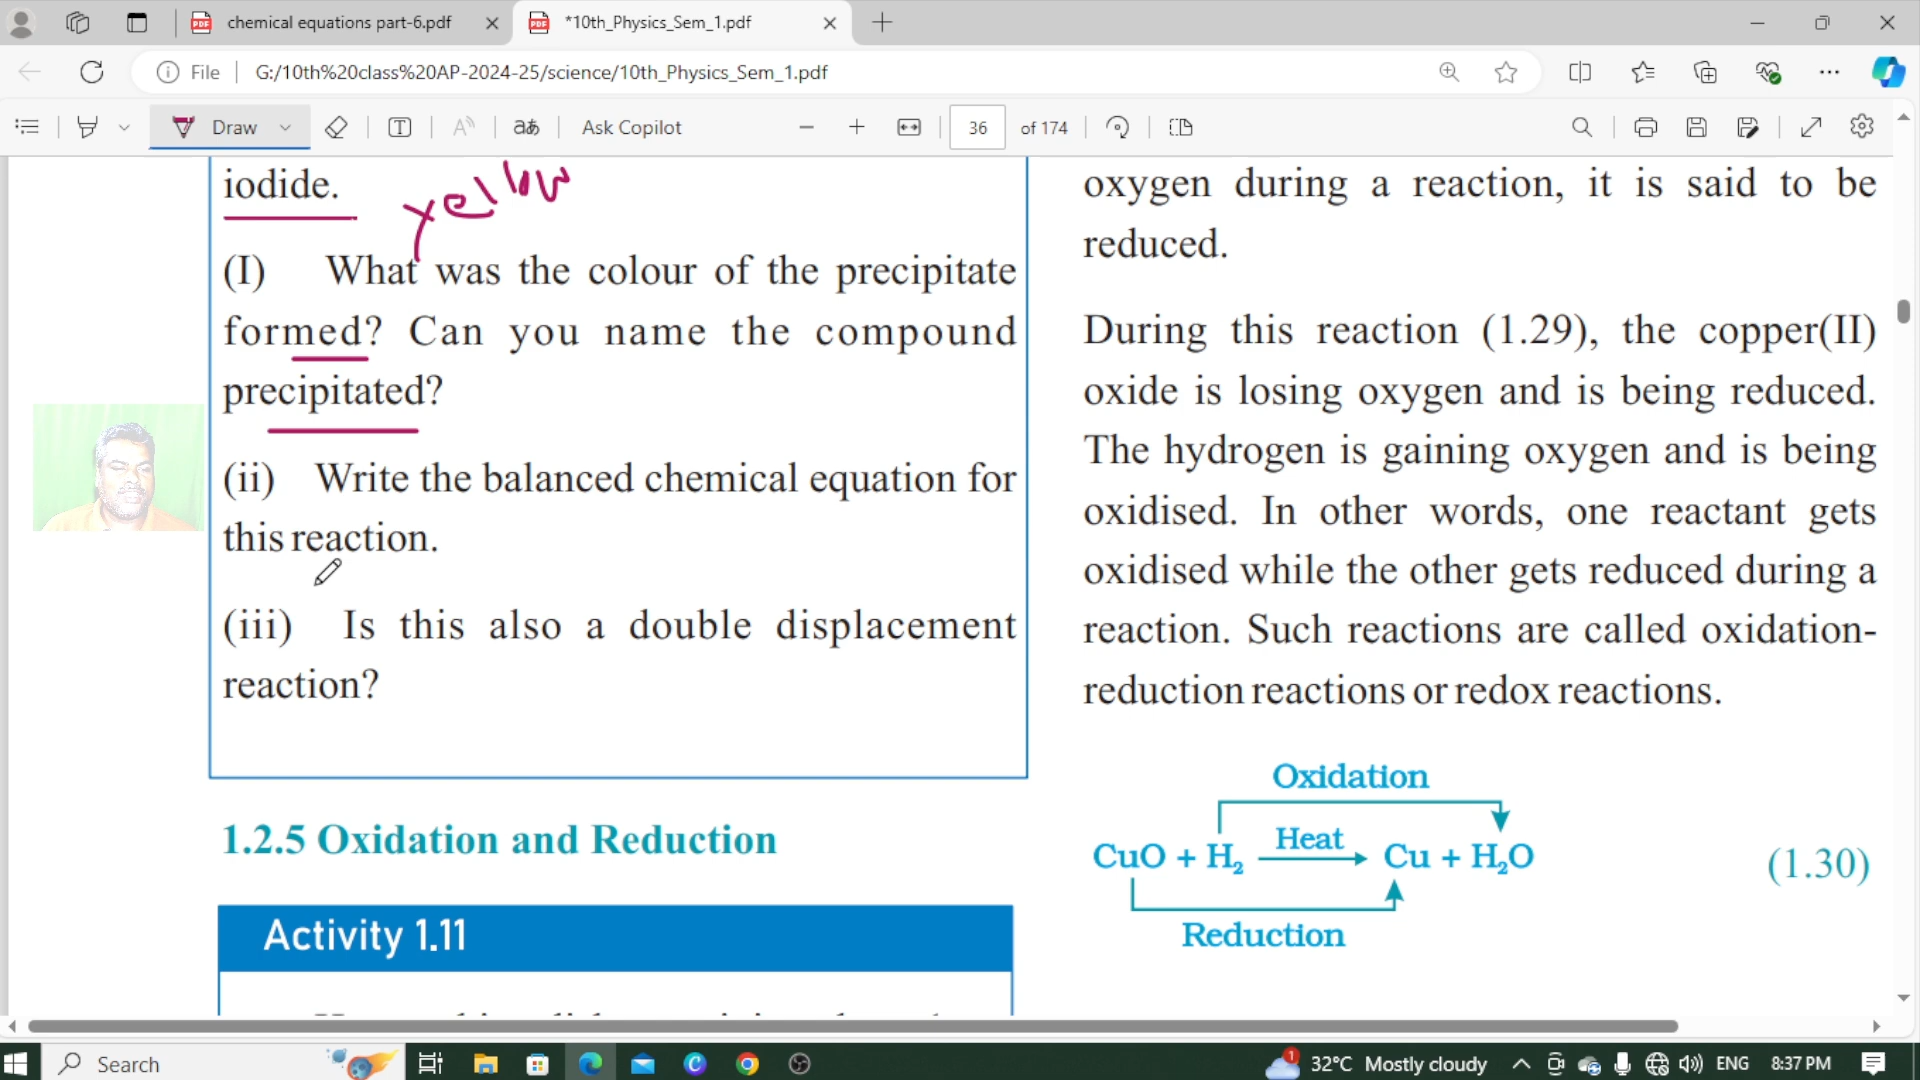 chemical equations part-6.pdf
*10th_Physics_Sem_1.pdf
File
G:/10th%20class%20AP-2024-25/science/10th_Physics_Sem_1.pdf
Draw
Ask Copilot
36 of 174
iodide.
yellow
(I) What was the colour of the precipitate
formed? Can you name the compound
precipitated?
(ii) Write the balanced chemical equation for
this reaction.
(iii) Is this also a double displacement
reaction?
1.2.5 Oxidation and Reduction
Activity 1.11
oxygen during a reaction, it is said to be
reduced.
During this reaction (1.29), the copper(II)
oxide is losing oxygen and is being reduced.
The hydrogen is gaining oxygen and is being
oxidised. In other words, one reactant gets
oxidised while the other gets reduced during a
reaction. Such reactions are called oxidation-
reduction reactions or redox reactions.
Oxidation
Heat
CuO + H₂ → Cu + H₂O (1.30)
Reduction
Search
1
32°C Mostly cloudy
ENG
8:37 PM